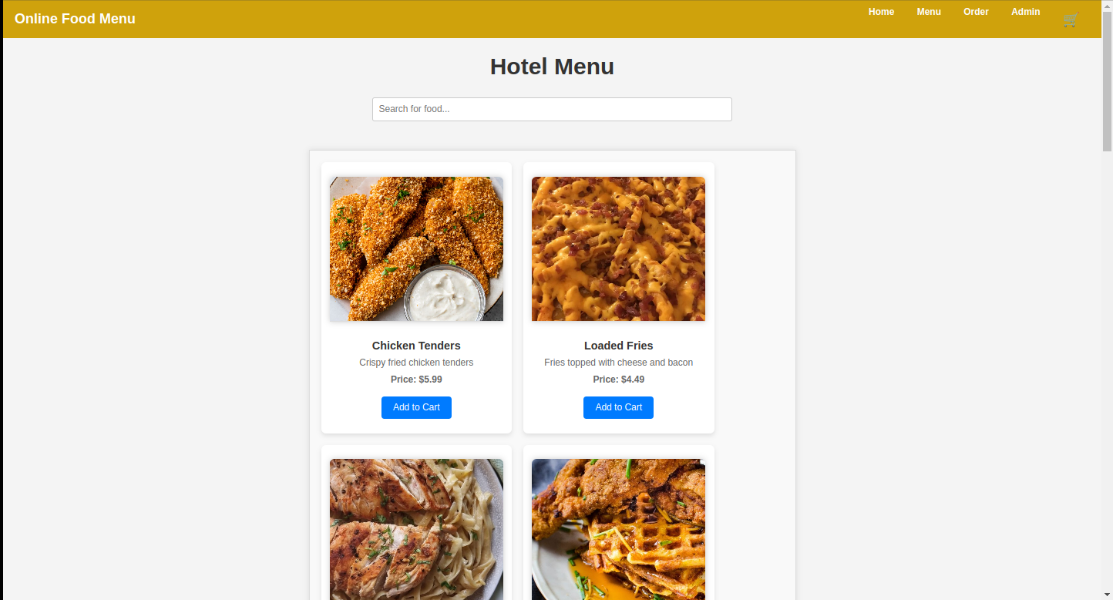 Online Food Menu
Home Menu Order Admin
Hotel Menu
Search for food...
Chicken Tenders
Crispy fried chicken tenders
Price: $5.99
Add to Cart
Loaded Fries
Fries topped with cheese and bacon
Price: $4.49
Add to Cart